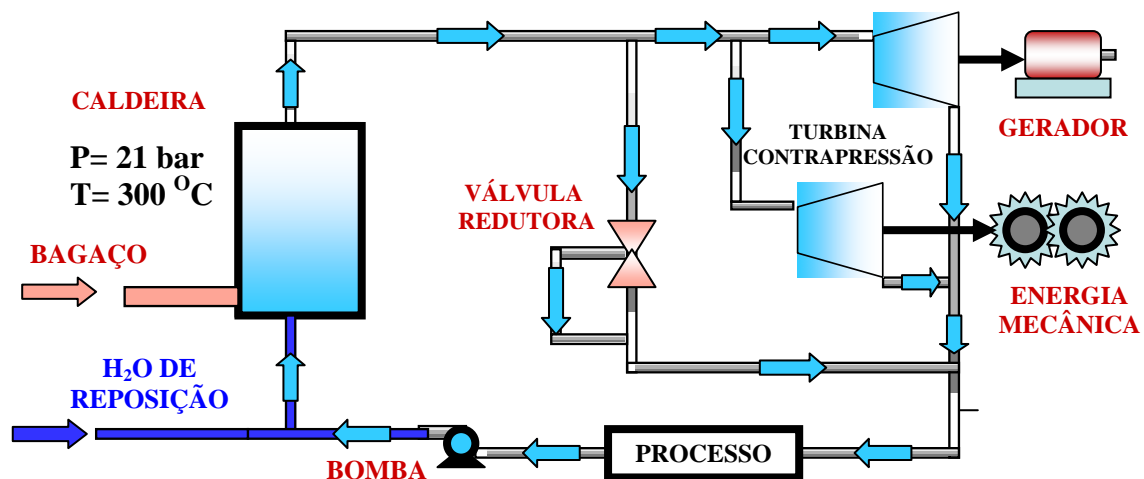 CALDEIRA
P= 21 bar
T= 300 ᴼC
BAGAÇO
H₂O DE
REPOSIÇÃO
BOMBA
PROCESSO
VÁLVULA
REDUTORA
TURBINA
CONTRAPRESSÃO
GERADOR
ENERGIA
MECÂNICA